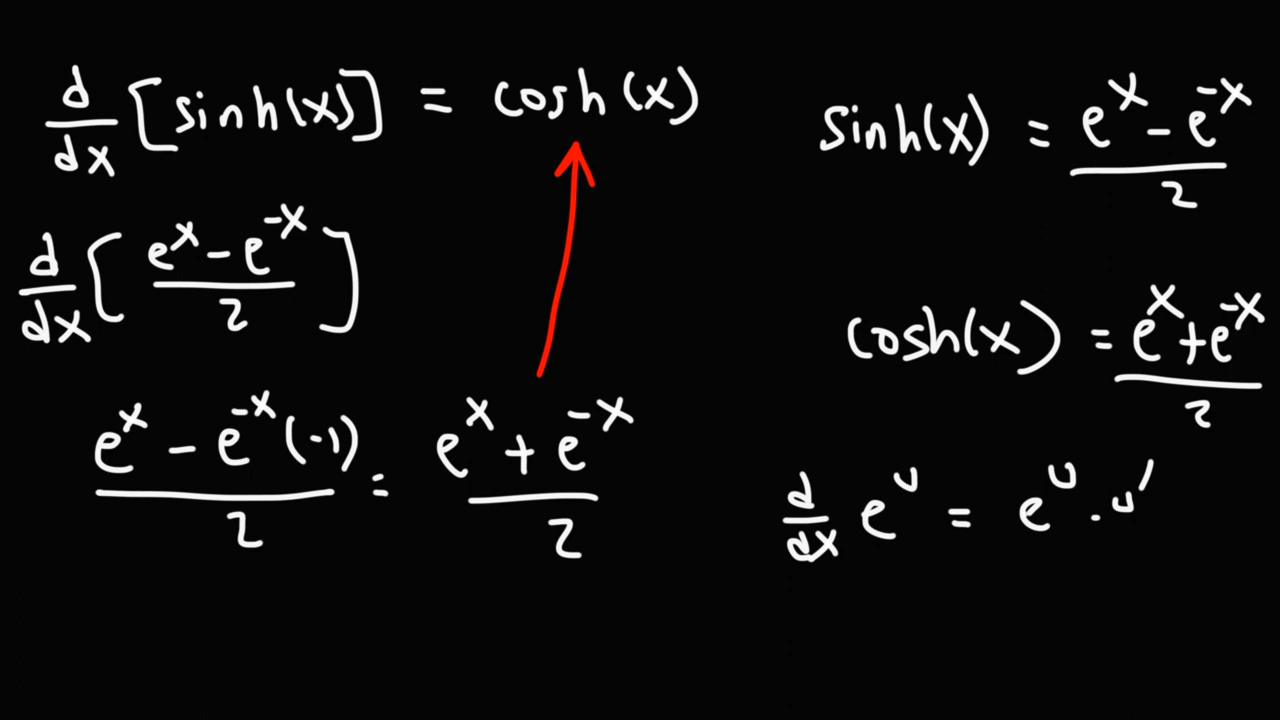 d/dx [sinh(x)] = cosh(x)
d/dx [(e^x - e^-x)/2]
(e^x - e^-x(-1))/2 = (e^x + e^-x)/2
sinh(x) = (e^x - e^-x)/2
cosh(x) = (e^x + e^-x)/2
d/dx e^u = e^u · u'